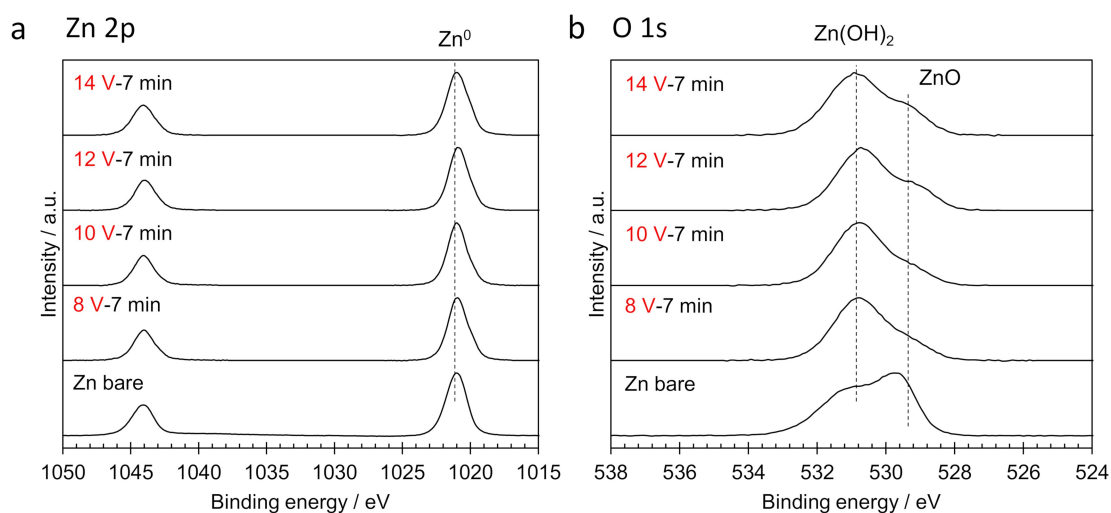 a Zn 2p
Zn⁰
14 V-7 min
12 V-7 min
10 V-7 min
8 V-7 min
Zn bare
Intensity / a.u.
1050 1045 1040 1035 1030 1025 1020 1015
Binding energy / eV
b O 1s
Zn(OH)₂
ZnO
14 V-7 min
12 V-7 min
10 V-7 min
8 V-7 min
Zn bare
Intensity / a.u.
538 536 534 532 530 528 526 524
Binding energy / eV